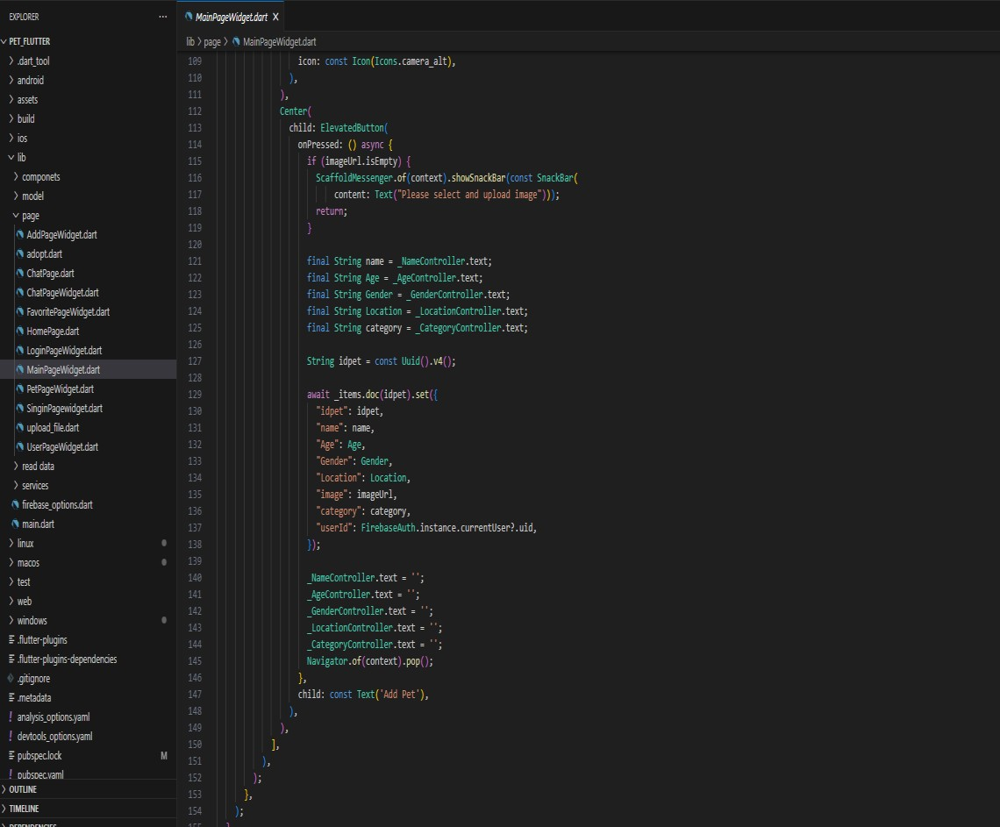 EXPLORER
...
PET_FLUTTER
.dart_tool
android
assets
build
ios
lib
componets
model
page
AddPageWidget.dart
adopt.dart
ChatPage.dart
ChatPageWidget.dart
FavoritePageWidget.dart
HomePage.dart
LoginPageWidget.dart
MainPageWidget.dart
PetPageWidget.dart
SinginPagewidget.dart
upload_file.dart
UserPageWidget.dart
read data
services
firebase_options.dart
main.dart
linux
macos
test
web
windows
.flutter-plugins
.flutter-plugins-dependencies
.gitignore
.metadata
analysis_options.yaml
devtools_options.yaml
pubspec.lock M
pubspec.yaml
OUTLINE
TIMELINE
DEPENDENCIES
MainPageWidget.dart X
lib > page > MainPageWidget.dart
109 icon: const Icon(Icons.camera_alt),
110 ),
111 ),
112 Center(
113 child: ElevatedButton(
114 onPressed: () async {
115 if (imageUrl.isEmpty) {
116 ScaffoldMessenger.of(context).showSnackBar(const SnackBar(
117 content: Text("Please select and upload image")));
118 return;
119 }
120
121 final String name = _NameController.text;
122 final String Age = _AgeController.text;
123 final String Gender = _GenderController.text;
124 final String Location = _LocationController.text;
125 final String category = _CategoryController.text;
126
127 String idpet = const Uuid().v4();
128
129 await _items.doc(idpet).set({
130 "idpet": idpet,
131 "name": name,
132 "Age": Age,
133 "Gender": Gender,
134 "Location": Location,
135 "image": imageUrl,
136 "category": category,
137 "userId": FirebaseAuth.instance.currentUser?.uid,
138 });
139
140 _NameController.text = '';
141 _AgeController.text = '';
142 _GenderController.text = '';
143 _LocationController.text = '';
144 _CategoryController.text = '';
145 Navigator.of(context).pop();
146 },
147 child: const Text('Add Pet'),
148 ),
149 ),
150 ],
151 ),
152 );
153 },
154 );
155 }